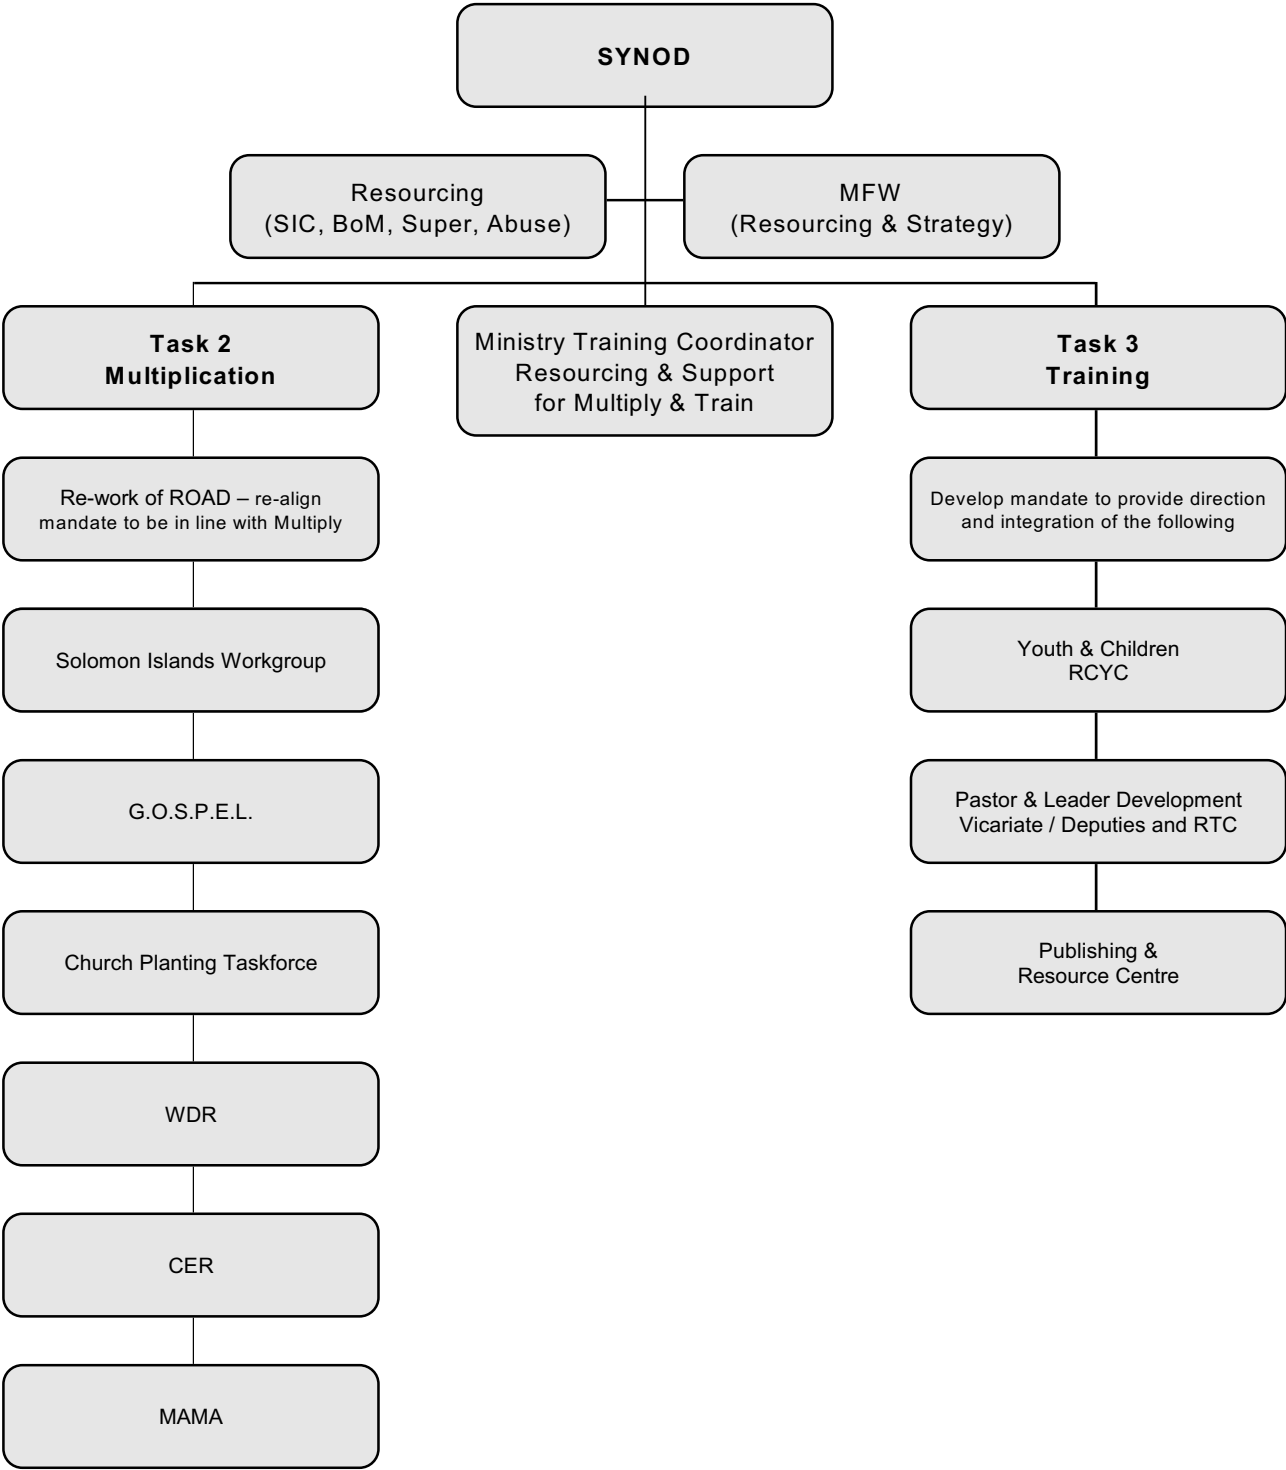 SYNOD
Resourcing
(SIC, BoM, Super, Abuse)
MFW
(Resourcing & Strategy)
Task 2
Multiplication
Ministry Training Coordinator
Resourcing & Support
for Multiply & Train
Task 3
Training
Re-work of ROAD – re-align
mandate to be in line with Multiply
Develop mandate to provide direction
and integration of the following
Solomon Islands Workgroup
Youth & Children
RCYC
G.O.S.P.E.L.
Pastor & Leader Development
Vicariate / Deputies and RTC
Church Planting Taskforce
Publishing &
Resource Centre
WDR
CER
MAMA